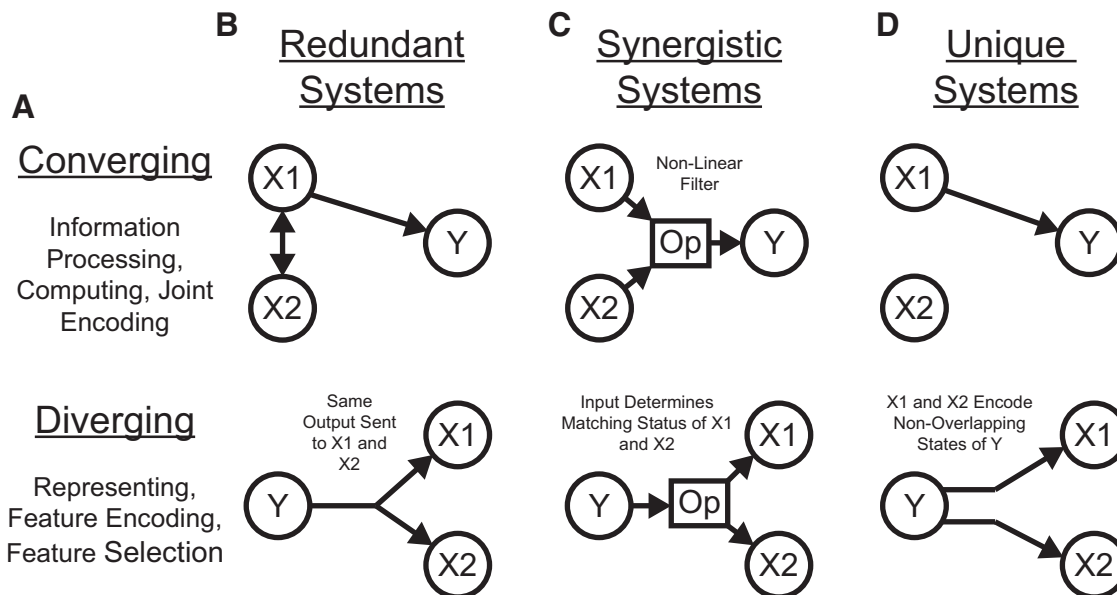 A
Converging
Information
Processing,
Computing, Joint
Encoding
Diverging
Representing,
Feature Encoding,
Feature Selection
B
Redundant
Systems
X1
Y
X2
Same
Output Sent
to X1 and
X2
X1
Y
X2
C
Synergistic
Systems
X1
Non-Linear
Filter
Op
Y
X2
Input Determines
Matching Status of X1
and X2
X1
Y
Op
X2
D
Unique
Systems
X1
Y
X2
X1 and X2 Encode
Non-Overlapping
States of Y
X1
Y
X2